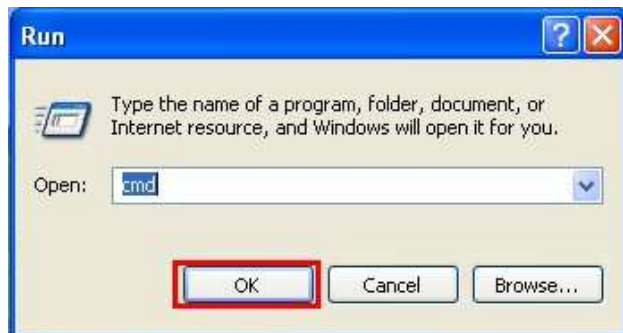 Run
Type the name of a program, folder, document, or
Internet resource, and Windows will open it for you.
Open: cmd
OK Cancel Browse...